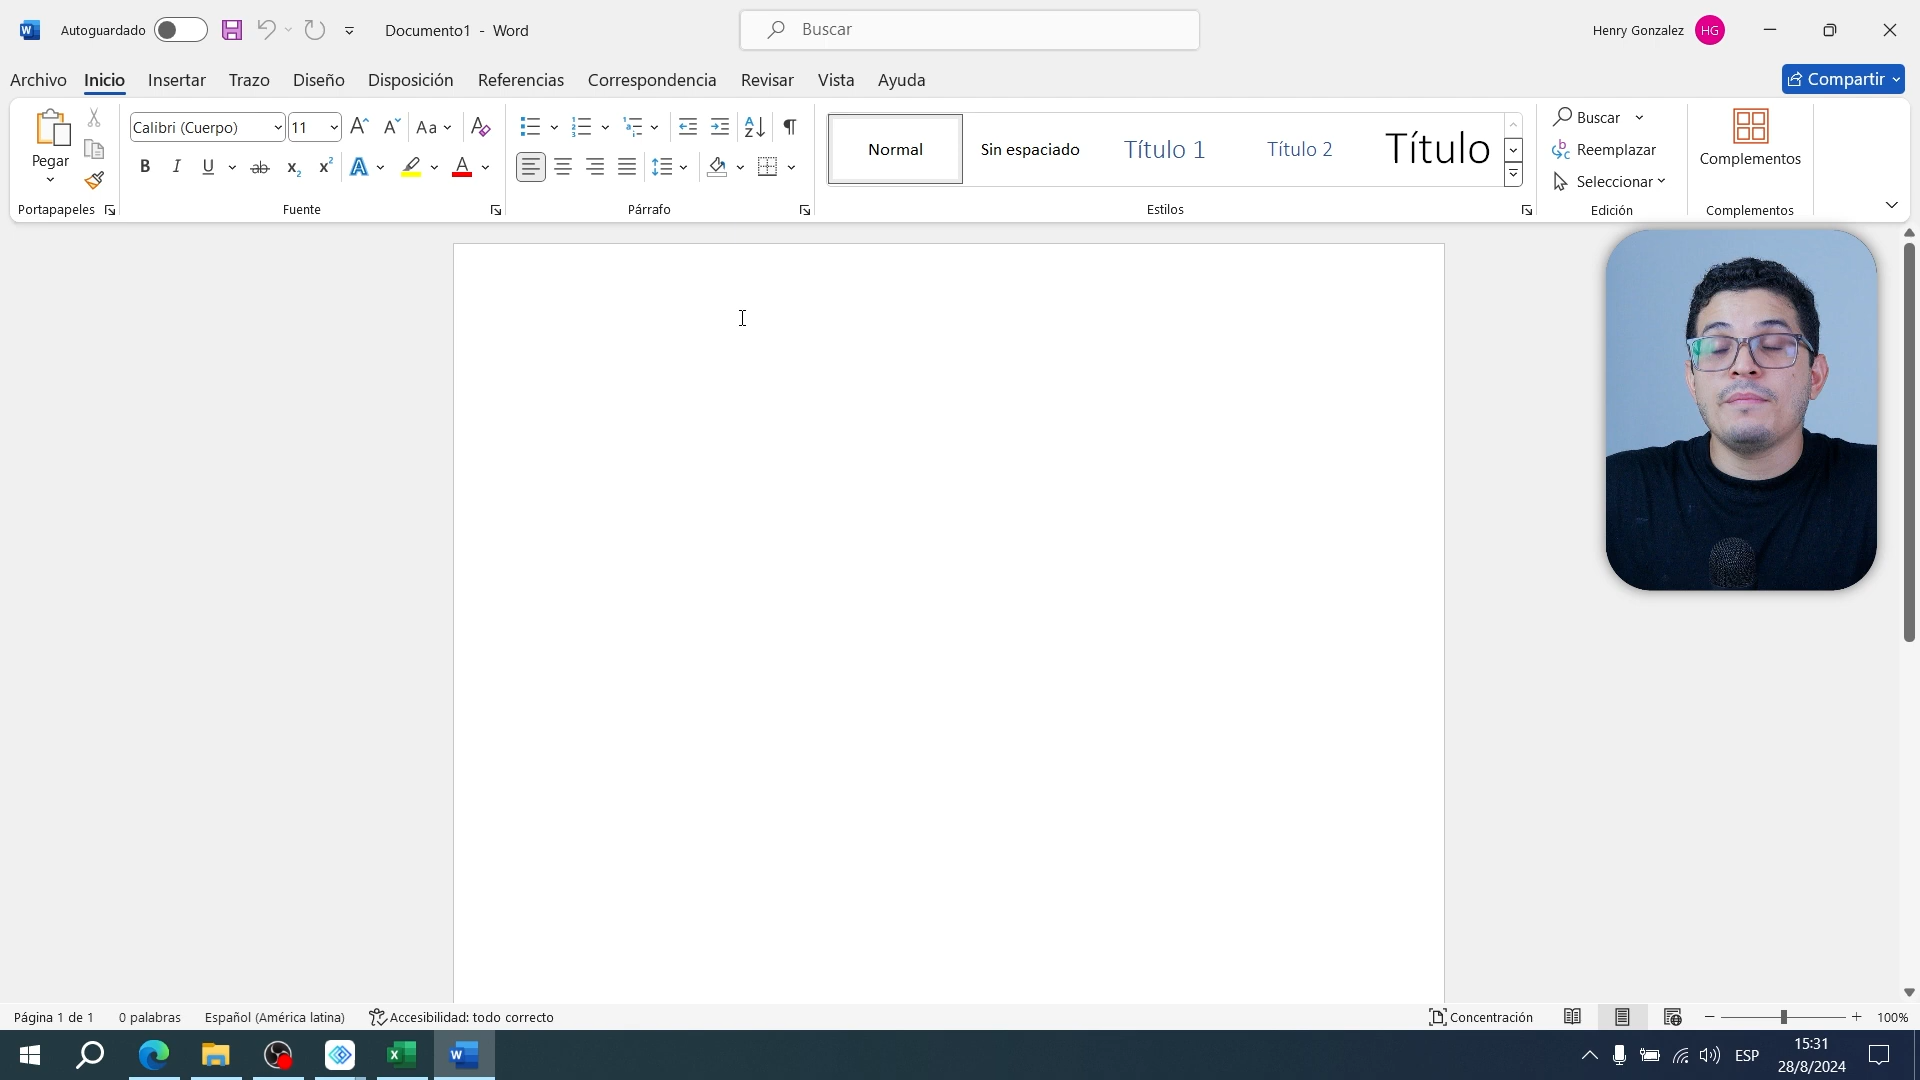 Autoguardado Documento1 - Word Buscar Henry Gonzalez HG
Archivo Inicio Insertar Trazo Diseño Disposición Referencias Correspondencia Revisar Vista Ayuda Compartir
Calibri (Cuerpo) 11 Aa Buscar
Pegar Normal Sin espaciado Título 1 Título 2 Título Reemplazar Complementos
Seleccionar
Portapapeles Fuente Párrafo Estilos Edición Complementos
Página 1 de 1 0 palabras Español (América latina) Accesibilidad: todo correcto Concentración 100%
ESP 15:31
28/8/2024